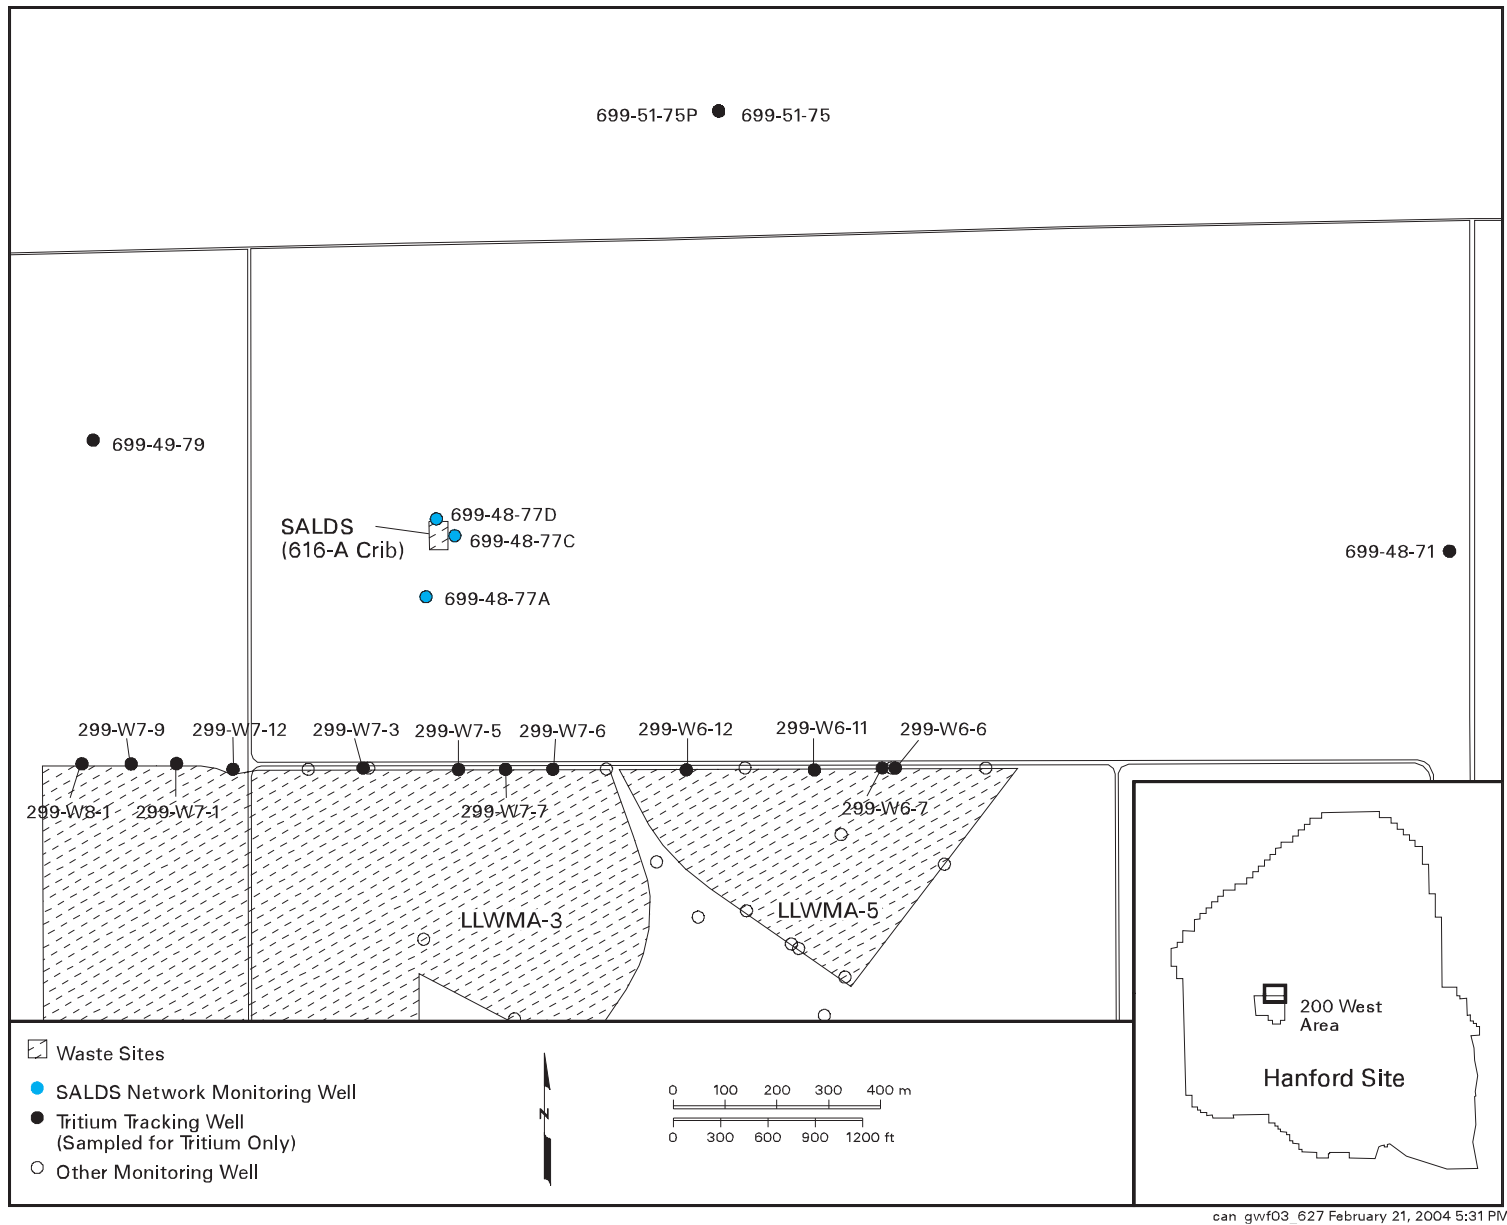 699-51-75P
699-51-75
699-49-79
SALDS
(616-A Crib)
699-48-77D
699-48-77C
699-48-77A
699-48-71
299-W7-9
299-W7-12
299-W7-3
299-W7-5
299-W7-6
299-W6-12
299-W6-11
299-W6-6
299-W8-1
299-W7-1
299-W7-7
299-W6-7
LLWMA-3
LLWMA-5
200 West
Area
Hanford Site
Waste Sites
SALDS Network Monitoring Well
Tritium Tracking Well
(Sampled for Tritium Only)
Other Monitoring Well
N
0 100 200 300 400 m
0 300 600 900 1200 ft
can_gwf03_627 February 21, 2004 5:31 PM